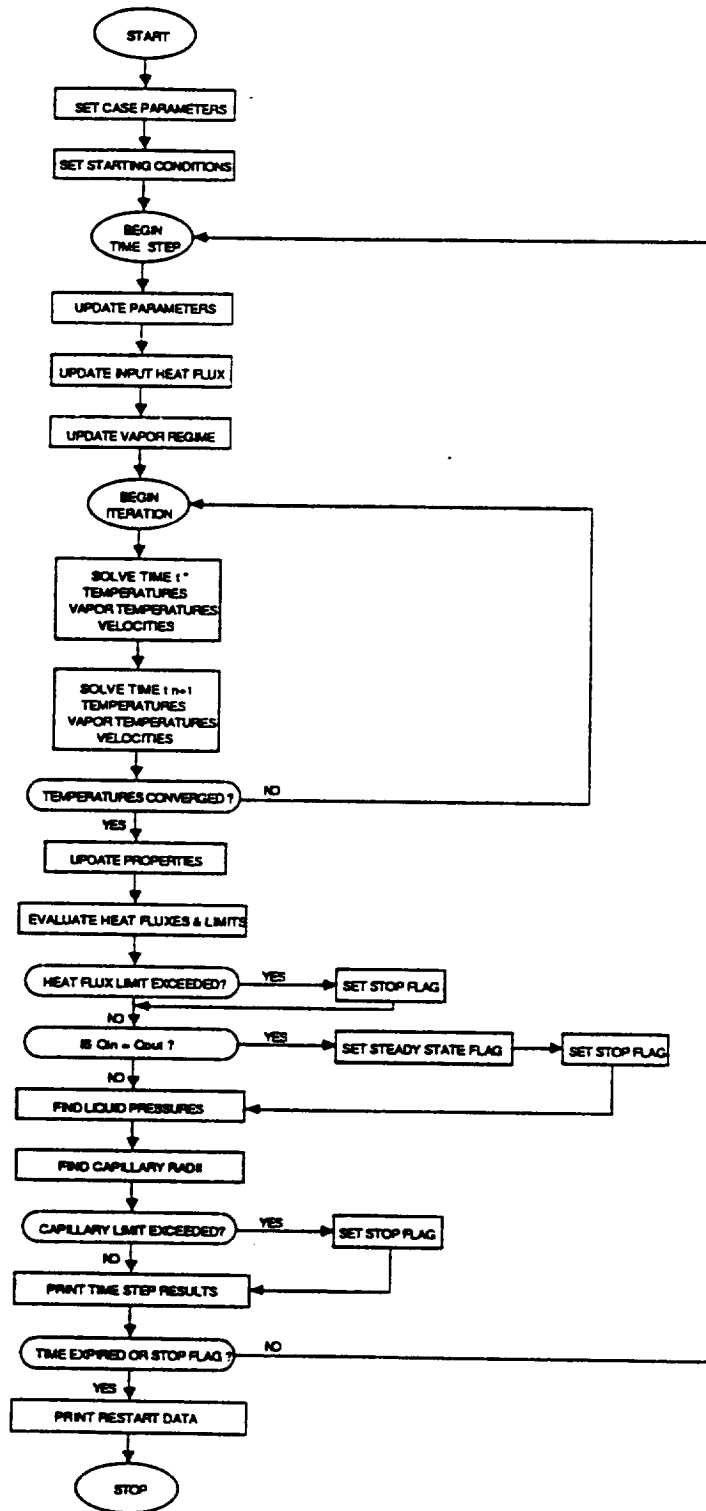 START
SET CASE PARAMETERS
SET STARTING CONDITIONS
BEGIN
TIME STEP
UPDATE PARAMETERS
UPDATE INPUT HEAT FLUX
UPDATE VAPOR REGIME
BEGIN
ITERATION
SOLVE TIME t *
TEMPERATURES
VAPOR TEMPERATURES
VELOCITIES
SOLVE TIME t n+1
TEMPERATURES
VAPOR TEMPERATURES
VELOCITIES
TEMPERATURES CONVERGED ?
NO
YES
UPDATE PROPERTIES
EVALUATE HEAT FLUXES & LIMITS
HEAT FLUX LIMIT EXCEEDED?
YES
SET STOP FLAG
NO
IS Qin = Qout ?
YES
SET STEADY STATE FLAG
SET STOP FLAG
NO
FIND LIQUID PRESSURES
FIND CAPILLARY RADII
CAPILLARY LIMIT EXCEEDED?
YES
SET STOP FLAG
NO
PRINT TIME STEP RESULTS
TIME EXPIRED OR STOP FLAG ?
NO
YES
PRINT RESTART DATA
STOP